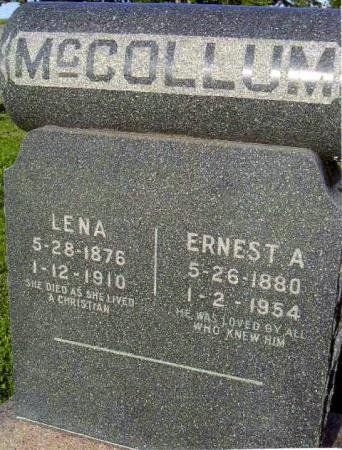 McCOLLUM
LENA
5-28-1876
1-12-1910
SHE DIED AS SHE LIVED
A CHRISTIAN
ERNEST A
5-26-1880
1-2-1954
HE WAS LOVED BY ALL
WHO KNEW HIM